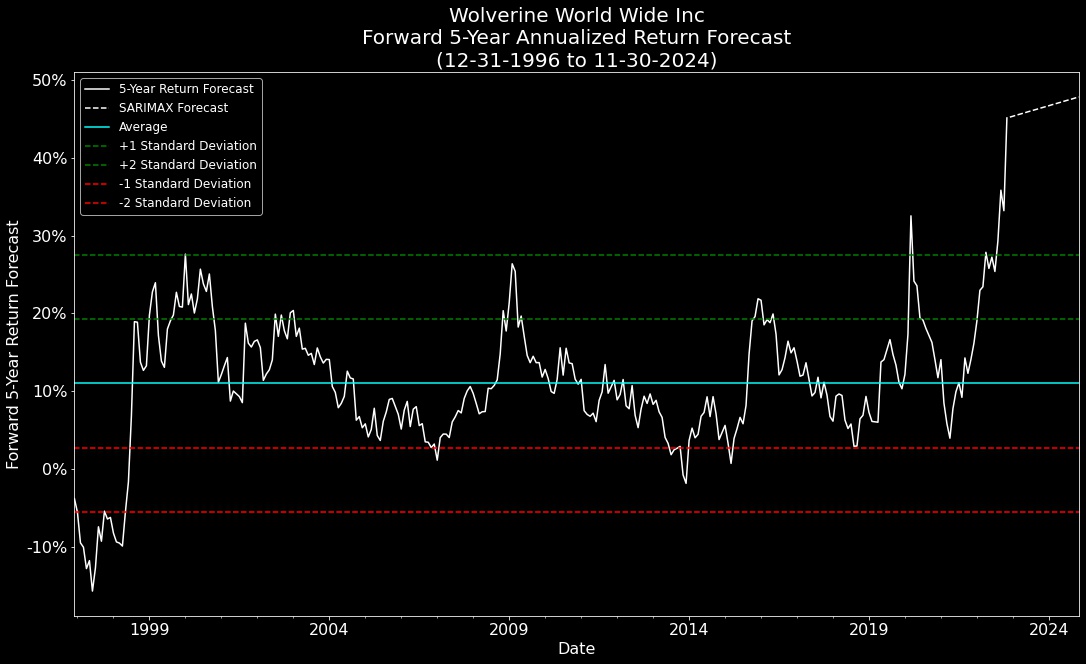 Wolverine World Wide Inc
Forward 5-Year Annualized Return Forecast
(12-31-1996 to 11-30-2024)
5-Year Return Forecast
SARIMAX Forecast
Average
+1 Standard Deviation
+2 Standard Deviation
-1 Standard Deviation
-2 Standard Deviation
Forward 5-Year Return Forecast
50%
40%
30%
20%
10%
0%
-10%
1999
2004
2009
2014
2019
2024
Date